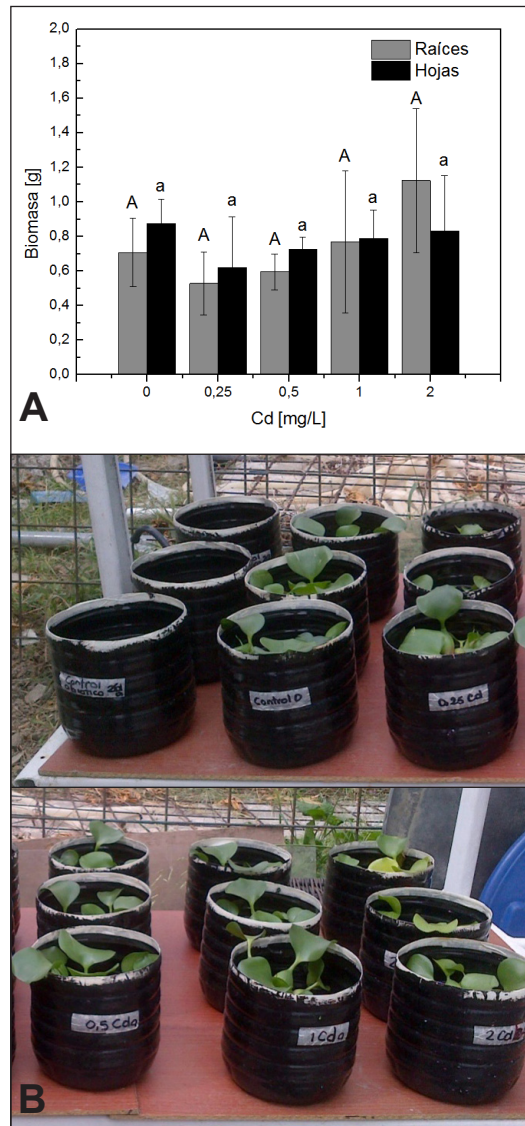 2,0
Raíces
1,8
Hojas
1,6
A
1,4
1,2
A
a
a
a
a
A
a
1,0
A
A
0,8
0,6
0,4
0,2
0,0
Biomasa [g]
0 0,25 0,5 1 2
Cd [mg/L]
A
Control
Control 0
0,25 Cd
0,5 Cd
1 Cd
2 Cd
B